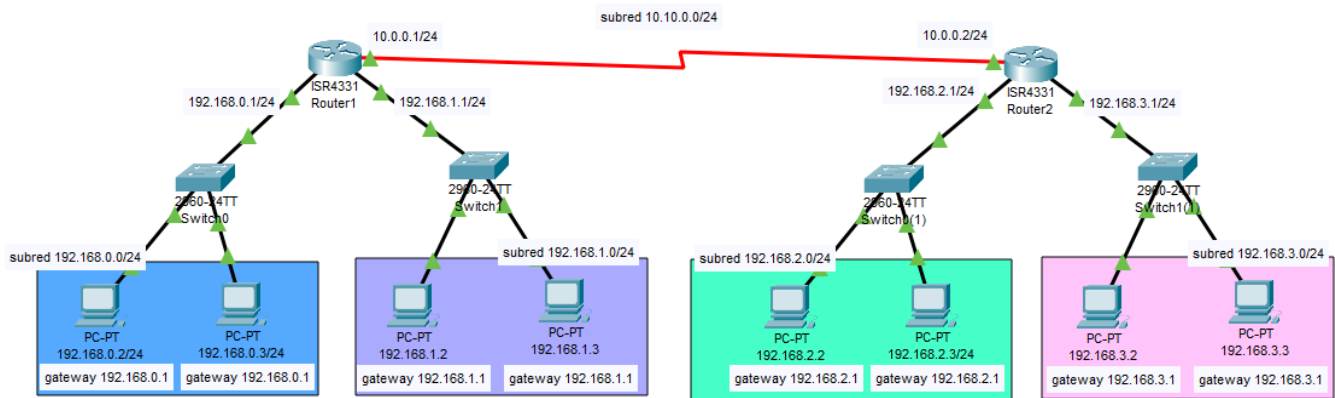 subred 10.10.0.0/24
10.0.0.1/24
10.0.0.2/24
ISR4331
Router1
ISR4331
Router2
192.168.0.1/24
192.168.1.1/24
192.168.2.1/24
192.168.3.1/24
2960-24TT
Switch0
2960-24TT
Switch1
2960-24TT
Switch0(1)
2960-24TT
Switch1(1)
subred 192.168.0.0/24
subred 192.168.1.0/24
subred 192.168.2.0/24
subred 192.168.3.0/24
PC-PT
192.168.0.2/24
gateway 192.168.0.1
PC-PT
192.168.0.3/24
gateway 192.168.0.1
PC-PT
192.168.1.2
gateway 192.168.1.1
PC-PT
192.168.1.3
gateway 192.168.1.1
PC-PT
192.168.2.2
gateway 192.168.2.1
PC-PT
192.168.2.3/24
gateway 192.168.2.1
PC-PT
192.168.3.2
gateway 192.168.3.1
PC-PT
192.168.3.3
gateway 192.168.3.1